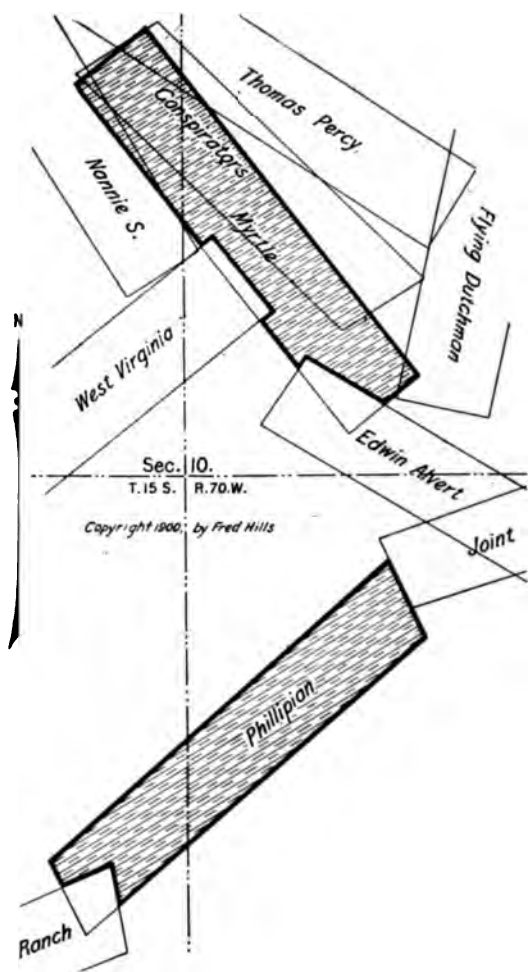 Thomas Percy.
Conspirators
Nannie S.
Myrtle
Flying Dutchman
N
West Virginia
Edwin Alvert
Sec. 10.
T. 15 S. R. 70. W.
Copyright 1900, by Fred Hills
Joint
Phillipian
Ranch